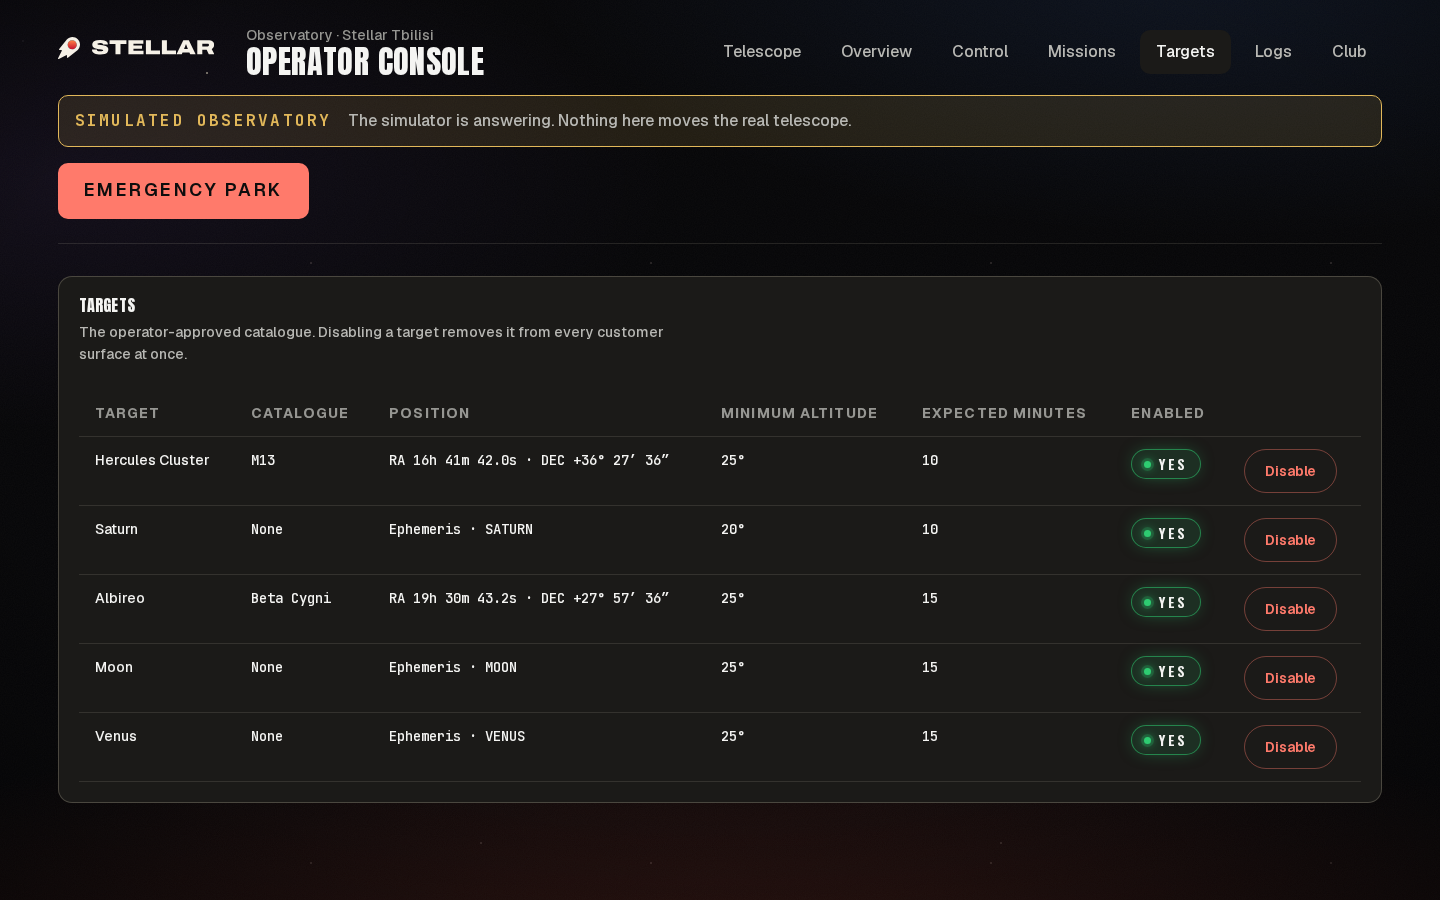 STELLAR
Observatory · Stellar Tbilisi
OPERATOR CONSOLE
Telescope Overview Control Missions Targets Logs Club
SIMULATED OBSERVATORY The simulator is answering. Nothing here moves the real telescope.
EMERGENCY PARK
TARGETS
The operator-approved catalogue. Disabling a target removes it from every customer
surface at once.
TARGET CATALOGUE POSITION MINIMUM ALTITUDE EXPECTED MINUTES ENABLED
Hercules Cluster M13 RA 16h 41m 42.0s · DEC +36° 27′ 36″ 25° 10 YES Disable
Saturn None Ephemeris · SATURN 20° 10 YES Disable
Albireo Beta Cygni RA 19h 30m 43.2s · DEC +27° 57′ 36″ 25° 15 YES Disable
Moon None Ephemeris · MOON 25° 15 YES Disable
Venus None Ephemeris · VENUS 25° 15 YES Disable